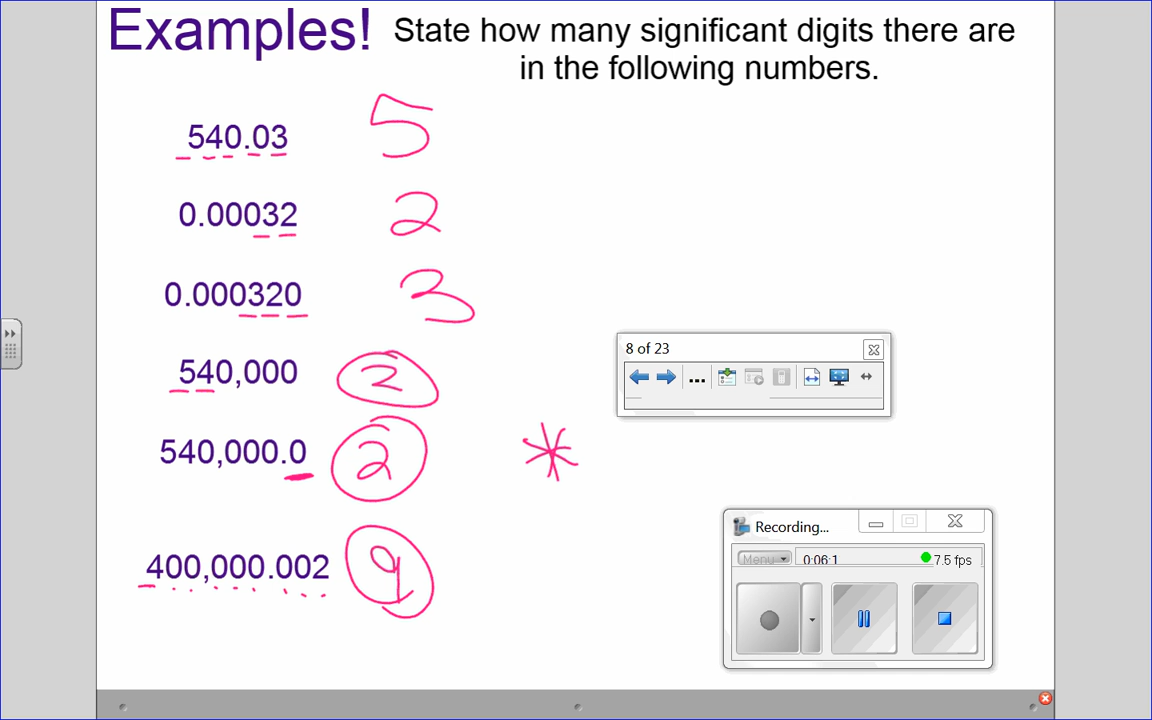 Examples! State how many significant digits there are
in the following numbers.
540.03 5
0.00032 2
0.000320 3
8 of 23
540,000 2
540,000.0 2 *
Recording...
400,000.002 9
Menu 0:06:1 7.5 fps